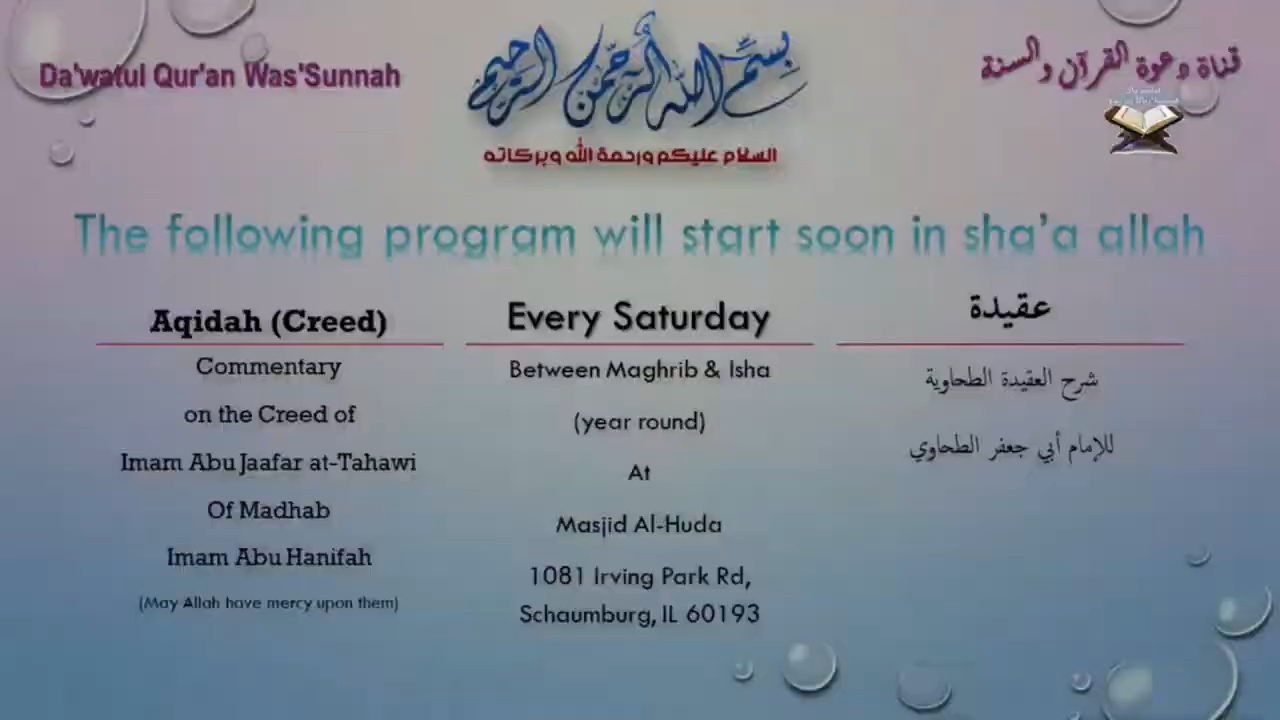 Da'watul Qur'an Was'Sunnah
بسم الله الرحمن الرحيم
قناة دعوة القرآن والسنة
السلام عليكم ورحمة الله وبركاته
The following program will start soon in sha'a allah
Aqidah (Creed)
Commentary
on the Creed of
Imam Abu Jaafar at-Tahawi
Of Madhab
Imam Abu Hanifah
(May Allah have mercy upon them)
Every Saturday
Between Maghrib & Isha
(year round)
At
Masjid Al-Huda
1081 Irving Park Rd,
Schaumburg, IL 60193
عقيدة
شرح العقيدة الطحاوية
للإمام أبي جعفر الطحاوي